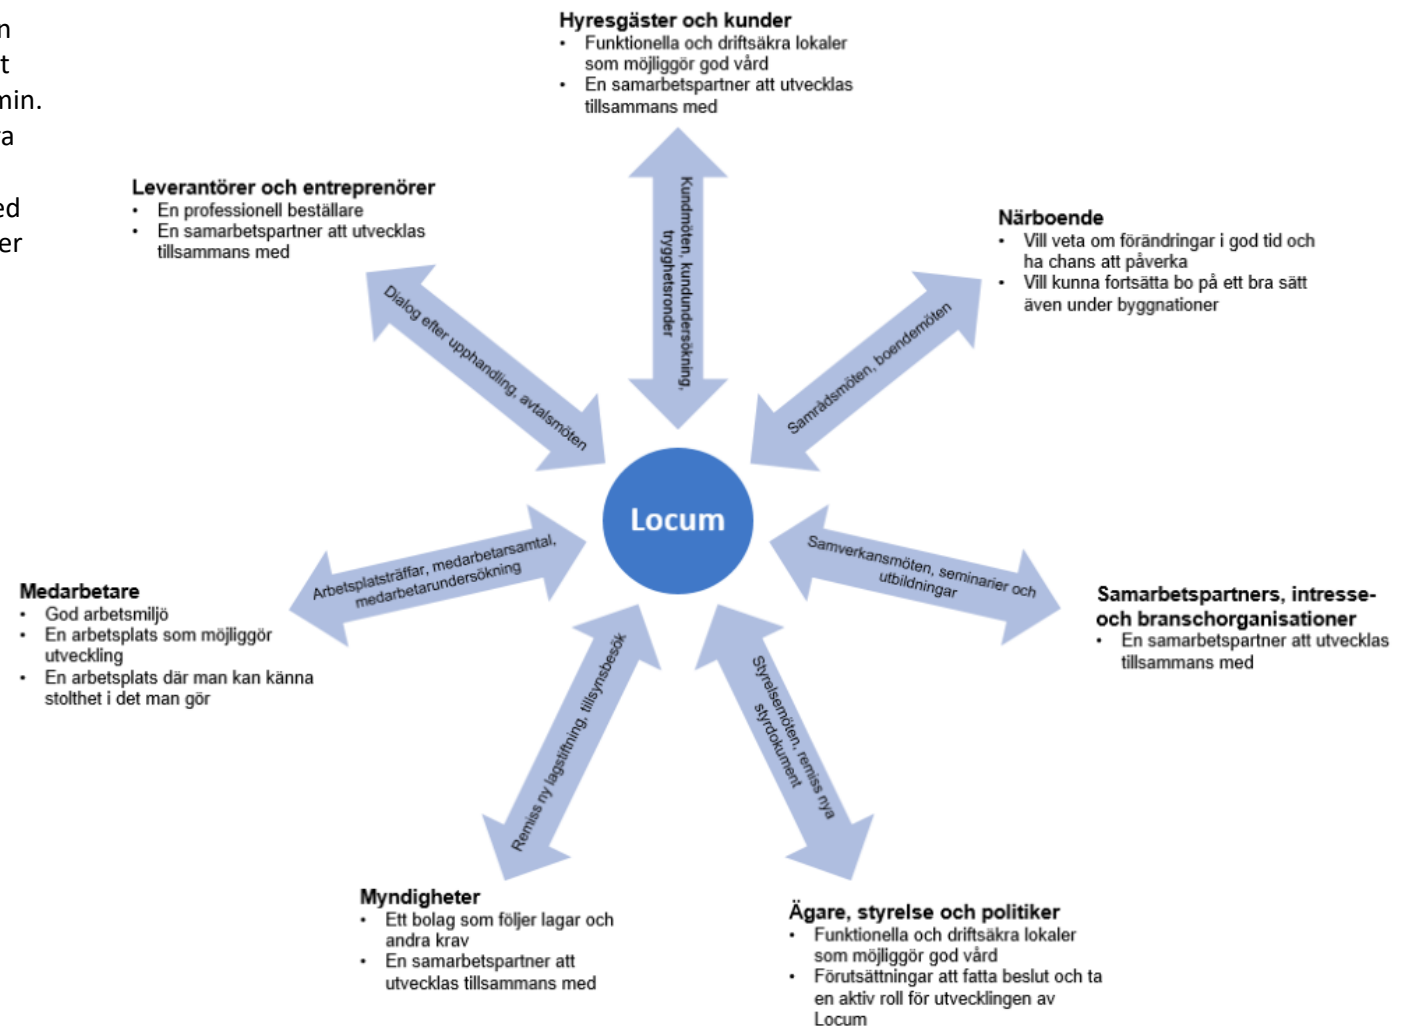 n
t
min.
a
ed
er
Hyresgäster och kunder
• Funktionella och driftsäkra lokaler
som möjliggör god vård
• En samarbetspartner att utvecklas
tillsammans med
Kundmöten, kundundersökning,
trygghetsronder
Leverantörer och entreprenörer
• En professionell beställare
• En samarbetspartner att utvecklas
tillsammans med
Dialog efter upphandling, avtalsmöten
Närboende
• Vill veta om förändringar i god tid och
ha chans att påverka
• Vill kunna fortsätta bo på ett bra sätt
även under byggnationer
Samrådsmöten, boendemöten
Locum
Medarbetare
• God arbetsmiljö
• En arbetsplats som möjliggör
utveckling
• En arbetsplats där man kan känna
stolthet i det man gör
Arbetsplatsträffar, medarbetarsamtal,
medarbetarundersökning
Samverkansmöten, seminarier och
utbildningar
Samarbetspartners, intresse-
och branschorganisationer
• En samarbetspartner att utvecklas
tillsammans med
Remiss ny lagstiftning, tillsynsbesök
Myndigheter
• Ett bolag som följer lagar och
andra krav
• En samarbetspartner att
utvecklas tillsammans med
Styrelsemöten, remiss nya
styrdokument
Ägare, styrelse och politiker
• Funktionella och driftsäkra lokaler
som möjliggör god vård
• Förutsättningar att fatta beslut och ta
en aktiv roll för utvecklingen av
Locum